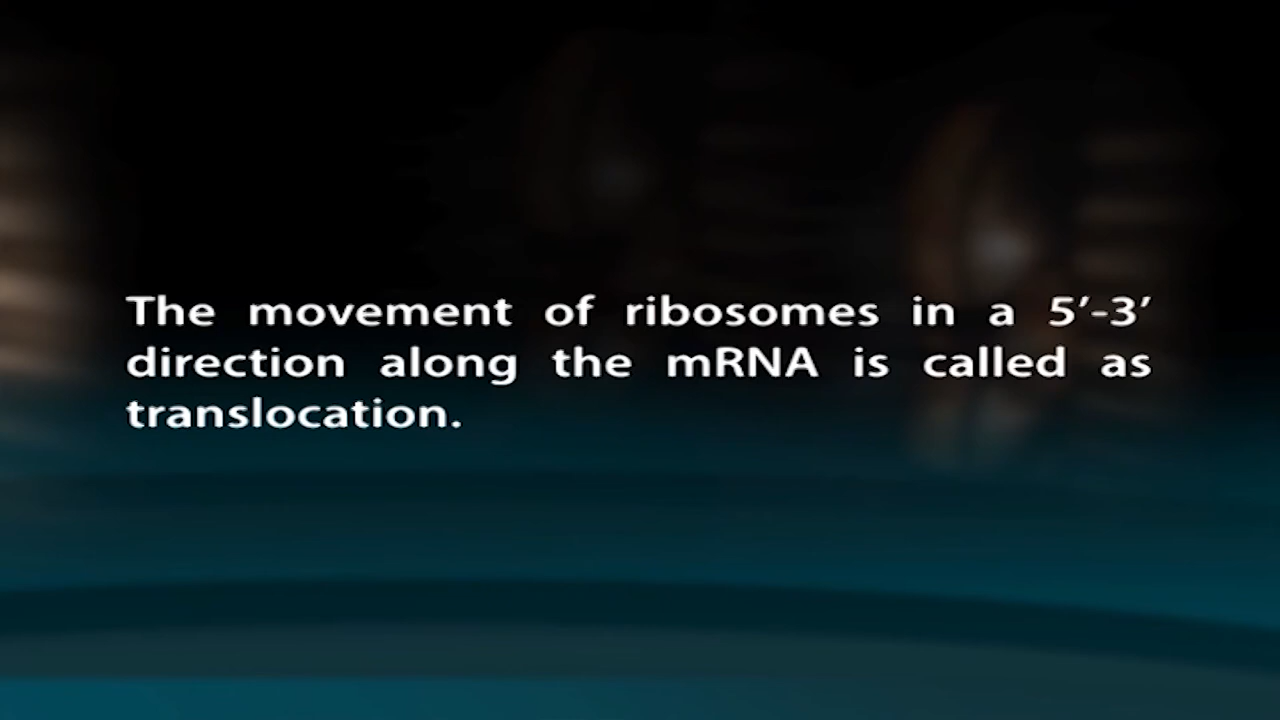 The movement of ribosomes in a 5’-3’
direction along the mRNA is called as
translocation.